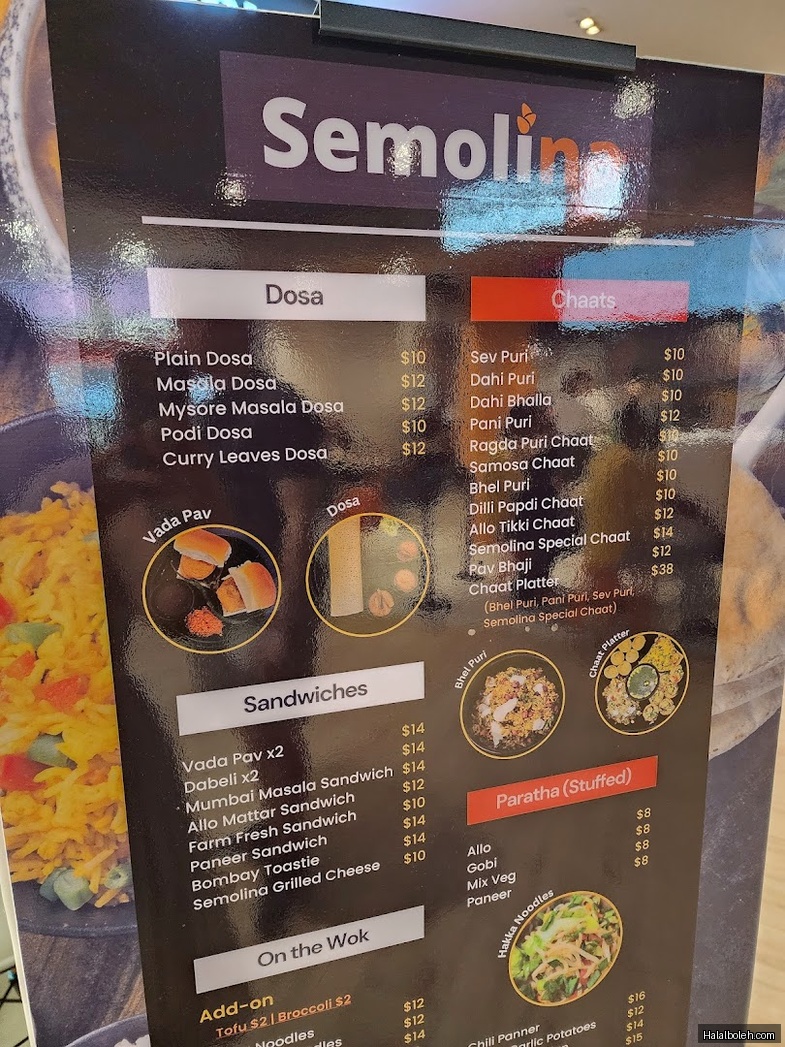 Semolina
Dosa
Plain Dosa $10
Masala Dosa $12
Mysore Masala Dosa $12
Podi Dosa $10
Curry Leaves Dosa $12
Vada Pav
Dosa
Sandwiches
Vada Pav x2 $14
Dabeli x2 $14
Mumbai Masala Sandwich $14
Allo Mattar Sandwich $12
Farm Fresh Sandwich $10
Paneer Sandwich $14
Bombay Toastie $14
Semolina Grilled Cheese $10
On the Wok
Add-on
Tofu $2 | Broccoli $2
Noodles $12
$12
$14
Chaats
Sev Puri $10
Dahi Puri $10
Dahi Bhalla $10
Pani Puri $12
Ragda Puri Chaat $10
Samosa Chaat $10
Bhel Puri $10
Dilli Papdi Chaat $10
Allo Tikki Chaat $12
Semolina Special Chaat $14
Pav Bhaji $12
Chaat Platter $38
(Bhel Puri, Pani Puri, Sev Puri,
Semolina Special Chaat)
Bhel Puri
Chaat Platter
Paratha (Stuffed)
Allo $8
Gobi $8
Mix Veg $8
Paneer $8
Hakka Noodles
Chili Panner $16
Garlic Potatoes $12
$14
$15
Halalboleh.com